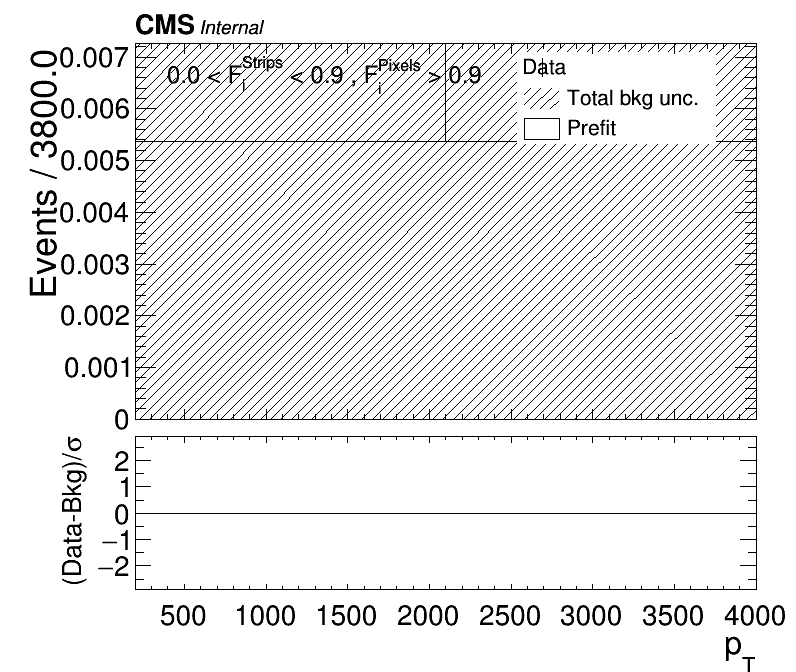 CMS Internal
0.0 < F_i^Strips < 0.9 , F_i^Pixels > 0.9
Data
Total bkg unc.
Prefit
Events / 3800.0
0.007
0.006
0.005
0.004
0.003
0.002
0.001
0
(Data-Bkg)/σ
2
1
0
−1
−2
500 1000 1500 2000 2500 3000 3500 4000
p_T